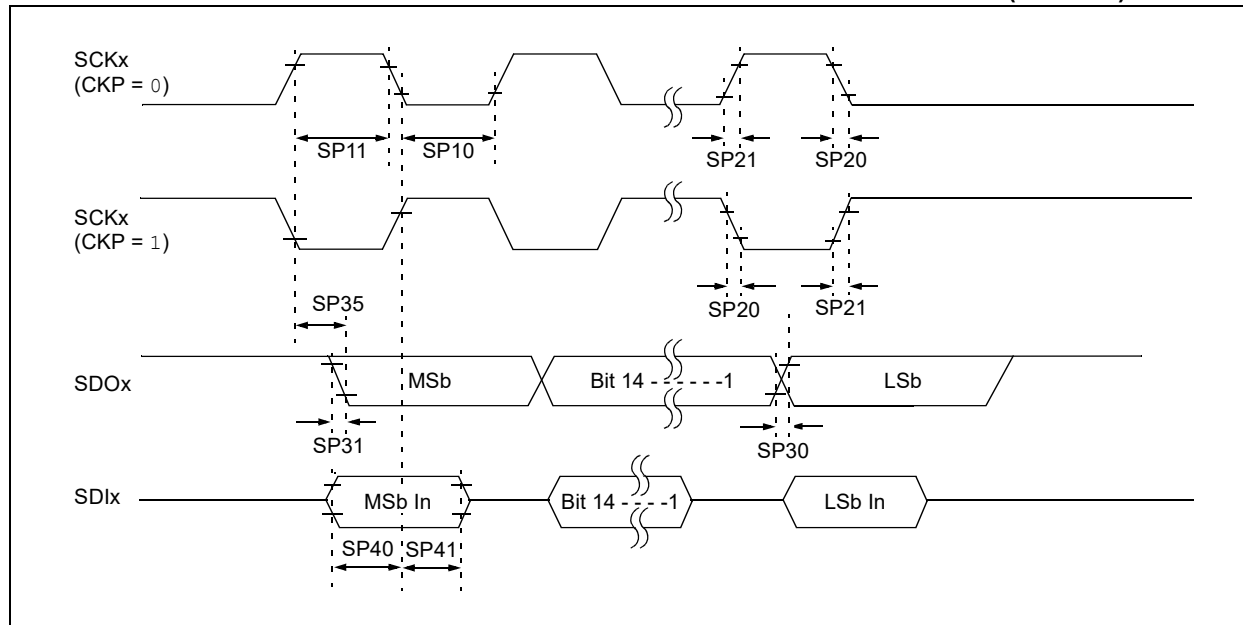 SCKx
(CKP = 0)
SP11
SP10
SP21
SP20
SCKx
(CKP = 1)
SP20
SP21
SP35
SDOx
MSb
Bit 14 - - - - - - -1
LSb
SP31
SP30
SDIx
MSb In
Bit 14 - - - - -1
LSb In
SP40
SP41